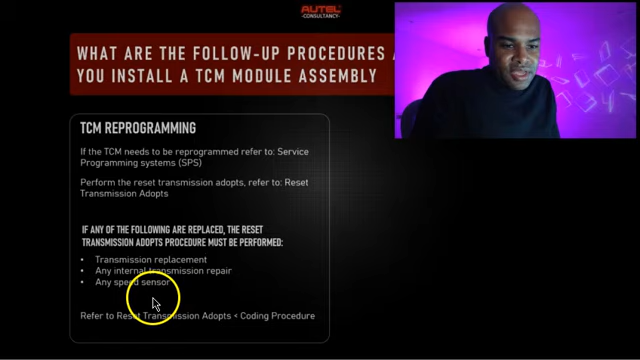 AUTEL
CONSULTANCY
WHAT ARE THE FOLLOW-UP PROCEDURES A
YOU INSTALL A TCM MODULE ASSEMBLY
TCM REPROGRAMMING
If the TCM needs to be reprogrammed refer to: Service
Programming systems (SPS)
Perform the reset transmission adopts, refer to: Reset
Transmission Adopts
IF ANY OF THE FOLLOWING ARE REPLACED, THE RESET
TRANSMISSION ADOPTS PROCEDURE MUST BE PERFORMED:
• Transmission replacement
• Any internal transmission repair
• Any speed sensor
Refer to Reset Transmission Adopts < Coding Procedure